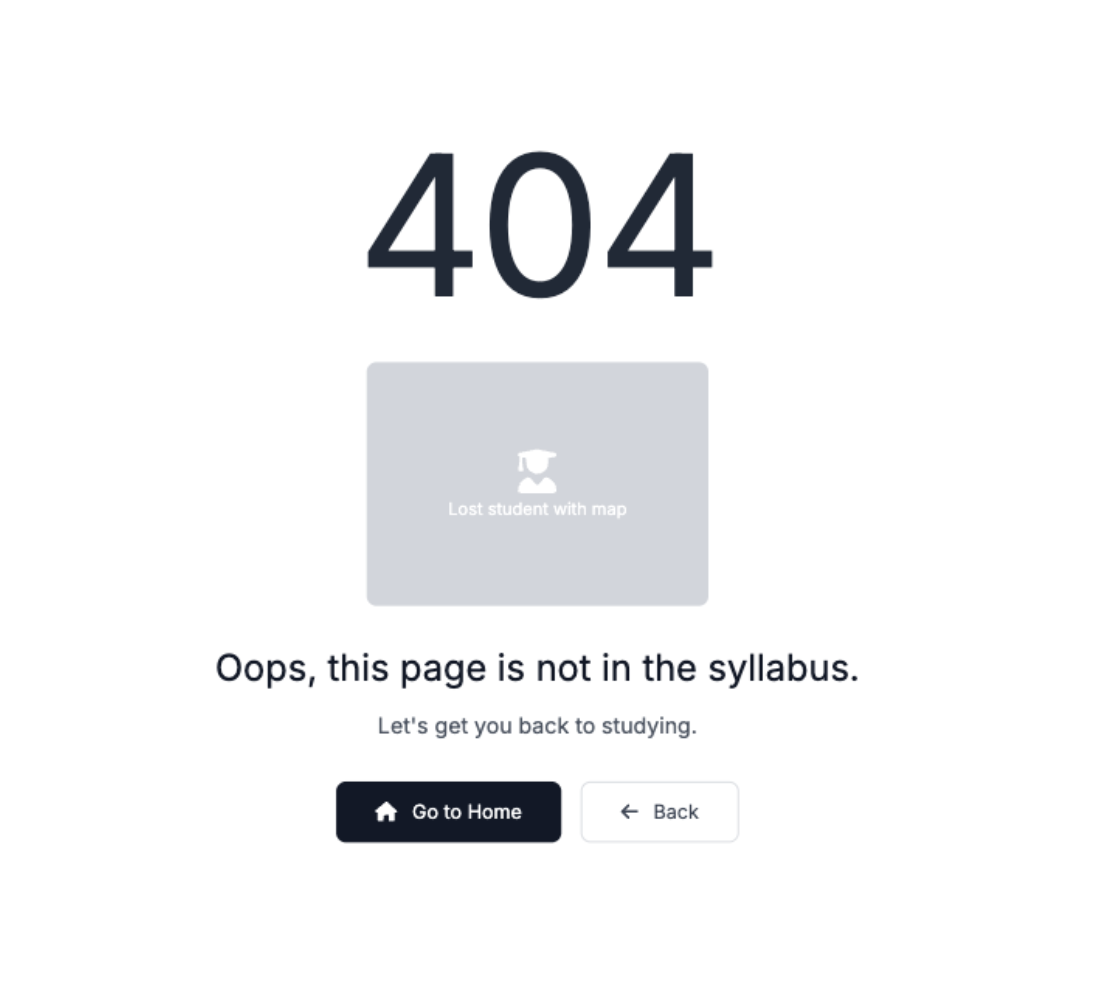 404
Lost student with map
Oops, this page is not in the syllabus.
Let's get you back to studying.
Go to Home
Back